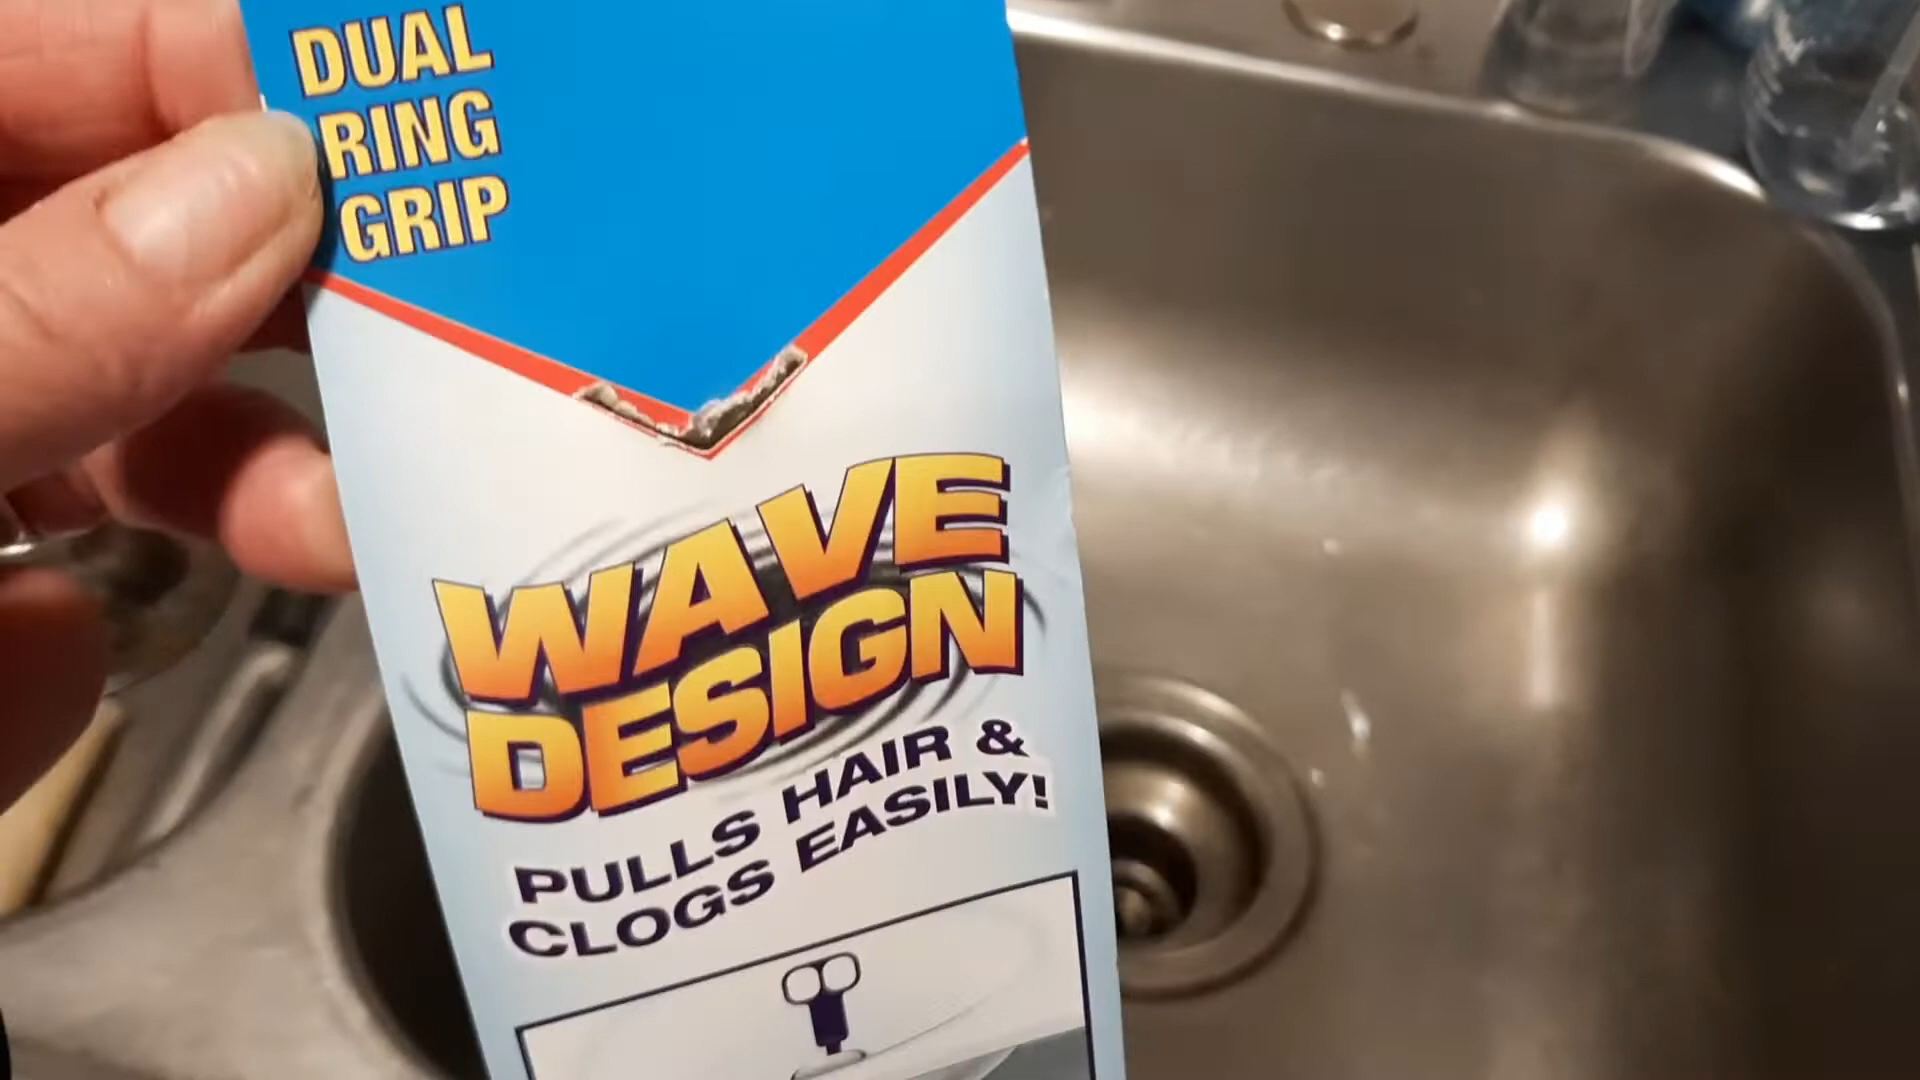 DUAL
RING
GRIP
WAVE
DESIGN
PULLS HAIR &
CLOGS EASILY!